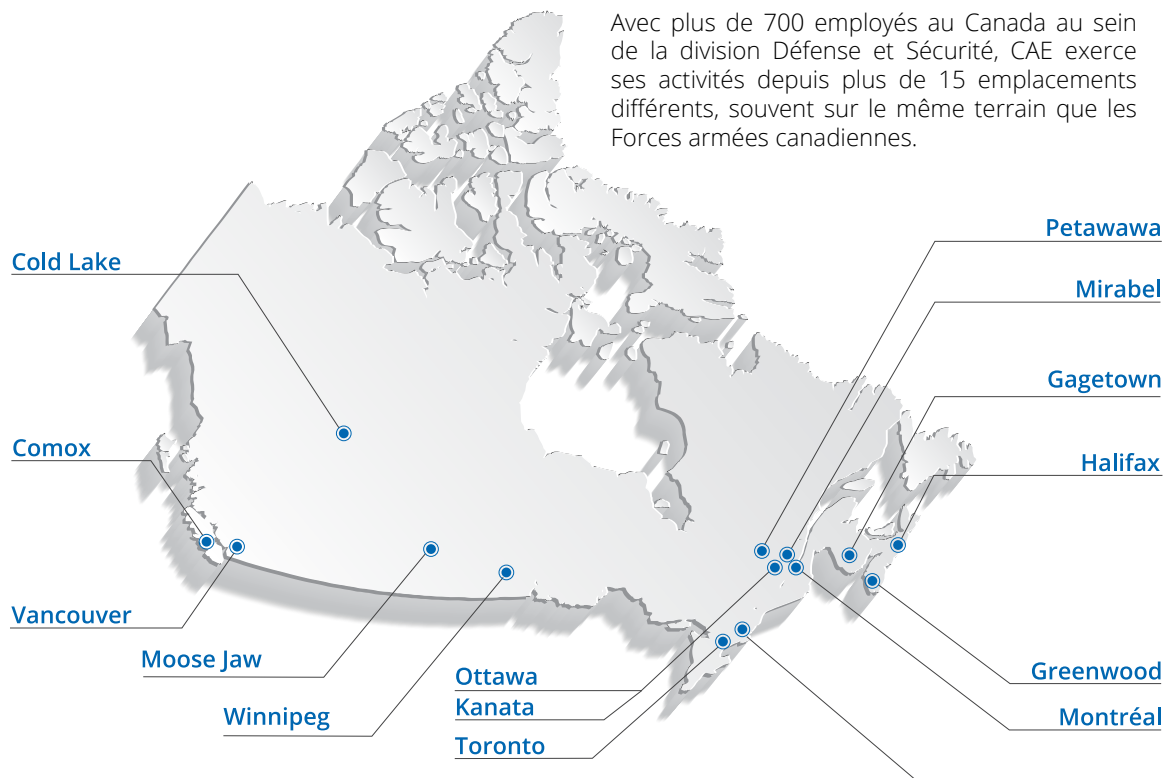 Avec plus de 700 employés au Canada au sein
de la division Défense et Sécurité, CAE exerce
ses activités depuis plus de 15 emplacements
différents, souvent sur le même terrain que les
Forces armées canadiennes.
Petawawa
Cold Lake
Mirabel
Gagetown
Comox
Halifax
Vancouver
Moose Jaw
Greenwood
Ottawa
Kanata
Winnipeg
Montréal
Toronto